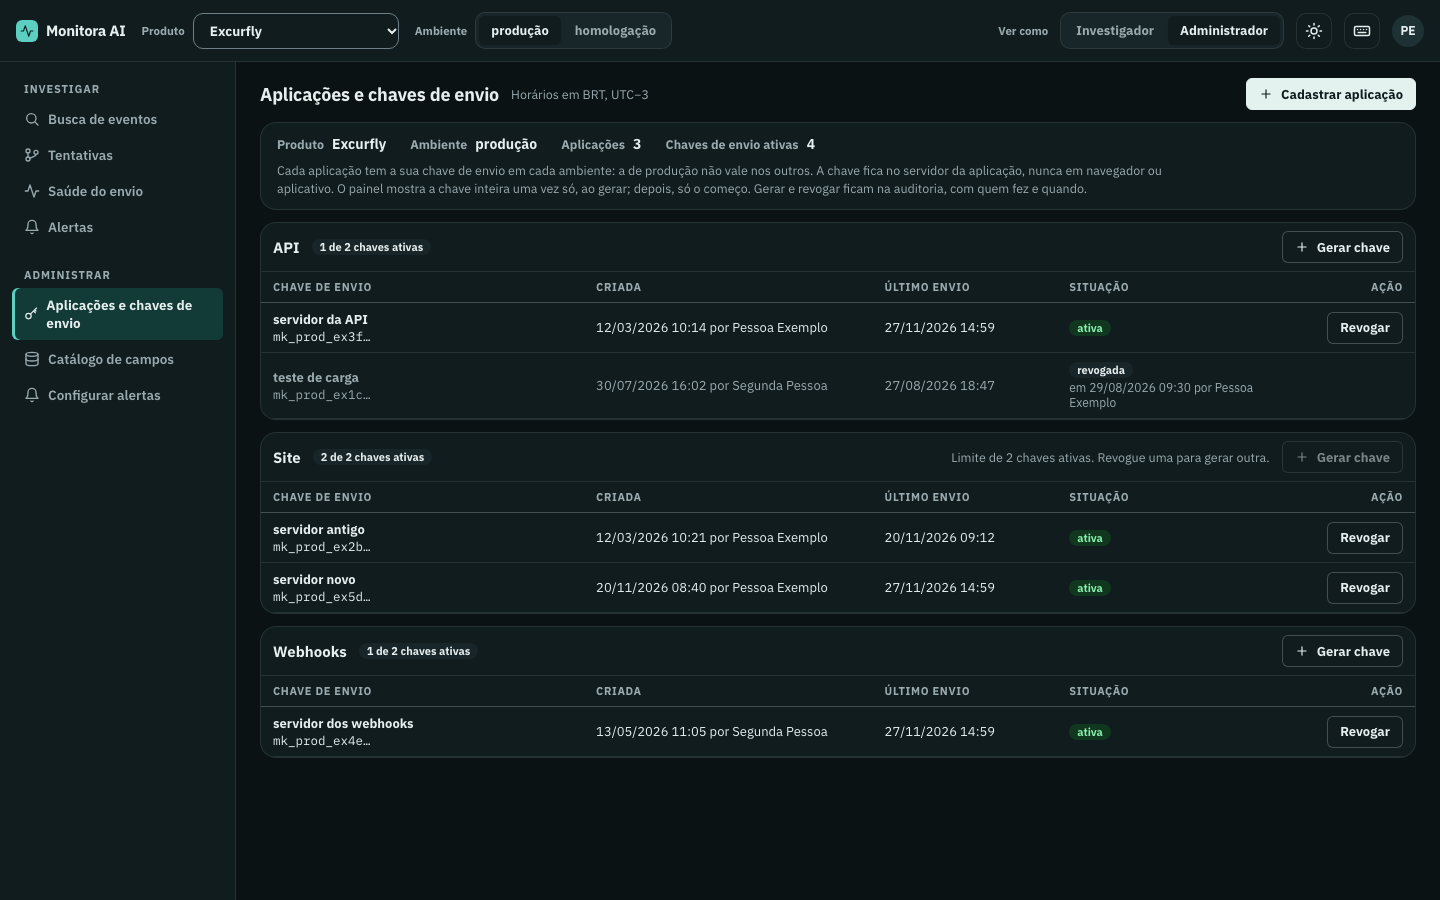 Monitora AI Produto Excurfly Ambiente produção homologação Ver como Investigador Administrador PE
INVESTIGAR
Busca de eventos
Tentativas
Saúde do envio
Alertas
ADMINISTRAR
Aplicações e chaves de
envio
Catálogo de campos
Configurar alertas
Aplicações e chaves de envio Horários em BRT, UTC−3 Cadastrar aplicação
Produto Excurfly Ambiente produção Aplicações 3 Chaves de envio ativas 4
Cada aplicação tem a sua chave de envio em cada ambiente: a de produção não vale nos outros. A chave fica no servidor da aplicação, nunca em navegador ou
aplicativo. O painel mostra a chave inteira uma vez só, ao gerar; depois, só o começo. Gerar e revogar ficam na auditoria, com quem fez e quando.
API 1 de 2 chaves ativas Gerar chave
CHAVE DE ENVIO CRIADA ÚLTIMO ENVIO SITUAÇÃO AÇÃO
servidor da API
mk_prod_ex3f… 12/03/2026 10:14 por Pessoa Exemplo 27/11/2026 14:59 ativa Revogar
teste de carga
mk_prod_ex1c… 30/07/2026 16:02 por Segunda Pessoa 27/08/2026 18:47 revogada
em 29/08/2026 09:30 por Pessoa
Exemplo
Site 2 de 2 chaves ativas Limite de 2 chaves ativas. Revogue uma para gerar outra. Gerar chave
CHAVE DE ENVIO CRIADA ÚLTIMO ENVIO SITUAÇÃO AÇÃO
servidor antigo
mk_prod_ex2b… 12/03/2026 10:21 por Pessoa Exemplo 20/11/2026 09:12 ativa Revogar
servidor novo
mk_prod_ex5d… 20/11/2026 08:40 por Pessoa Exemplo 27/11/2026 14:59 ativa Revogar
Webhooks 1 de 2 chaves ativas Gerar chave
CHAVE DE ENVIO CRIADA ÚLTIMO ENVIO SITUAÇÃO AÇÃO
servidor dos webhooks
mk_prod_ex4e… 13/05/2026 11:05 por Segunda Pessoa 27/11/2026 14:59 ativa Revogar